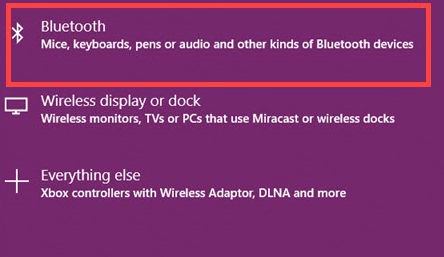 Bluetooth
Mice, keyboards, pens or audio and other kinds of Bluetooth devices
Wireless display or dock
Wireless monitors, TVs or PCs that use Miracast or wireless docks
Everything else
Xbox controllers with Wireless Adaptor, DLNA and more